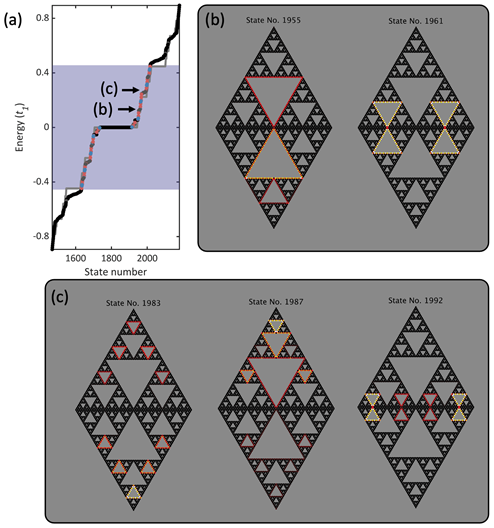 (a)
Energy (t1)
0.8
0.4
0
-0.4
-0.8
(c)
(b)
1600 1800 2000
State number
(b)
State No. 1955 State No. 1961
(c)
State No. 1983 State No. 1987 State No. 1992